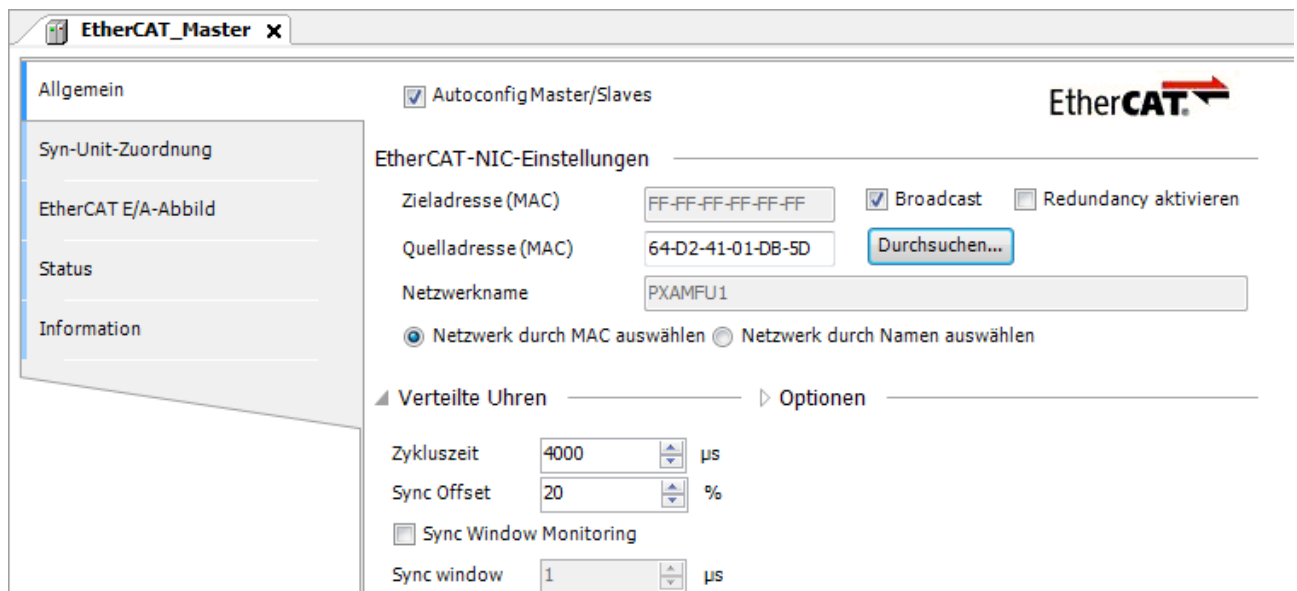 EtherCAT_Master
Allgemein
Autoconfig Master/Slaves
EtherCAT®
Syn-Unit-Zuordnung
EtherCAT-NIC-Einstellungen
EtherCAT E/A-Abbild
Zieladresse (MAC) FF-FF-FF-FF-FF-FF Broadcast Redundancy aktivieren
Quelladresse (MAC) 64-D2-41-01-DB-5D Durchsuchen...
Status
Netzwerkname PXAMFU1
Information
Netzwerk durch MAC auswählen Netzwerk durch Namen auswählen
Verteilte Uhren Optionen
Zykluszeit 4000 µs
Sync Offset 20 %
Sync Window Monitoring
Sync window 1 µs